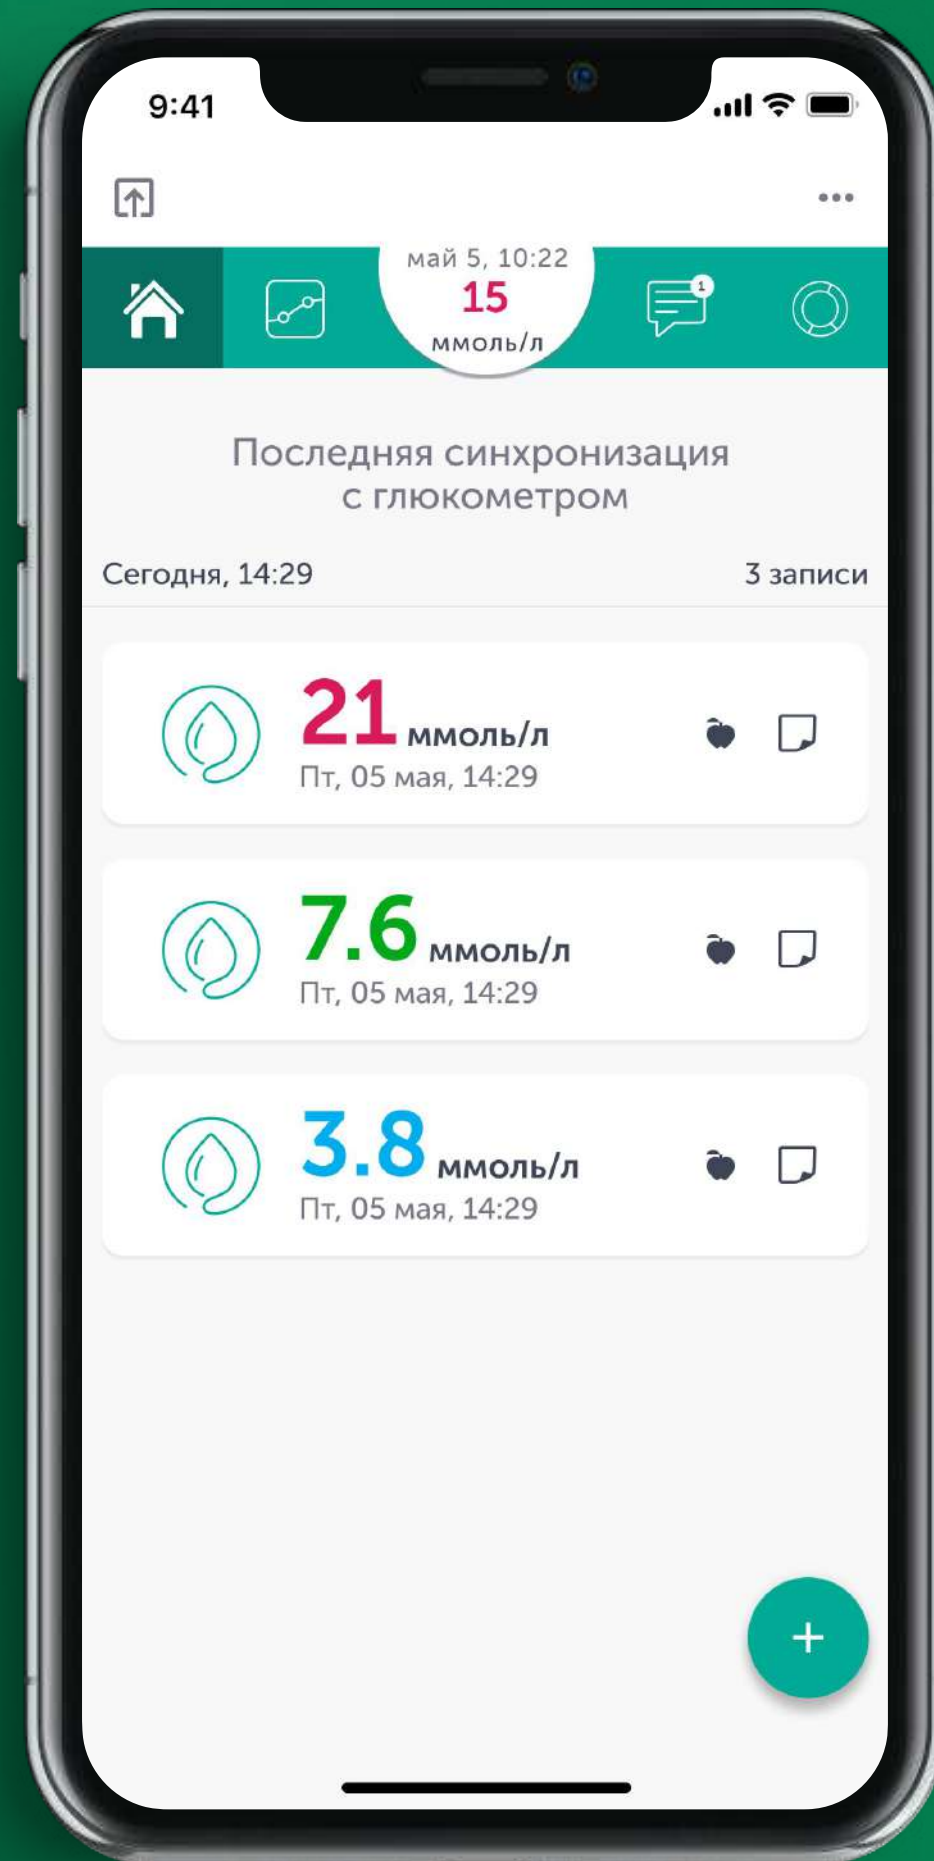 9:41
май 5, 10:22
15
ммоль/л
1
Последняя синхронизация
с глюкометром
Сегодня, 14:29
3 записи
21 ммоль/л
Пт, 05 мая, 14:29
7.6 ммоль/л
Пт, 05 мая, 14:29
3.8 ммоль/л
Пт, 05 мая, 14:29
+